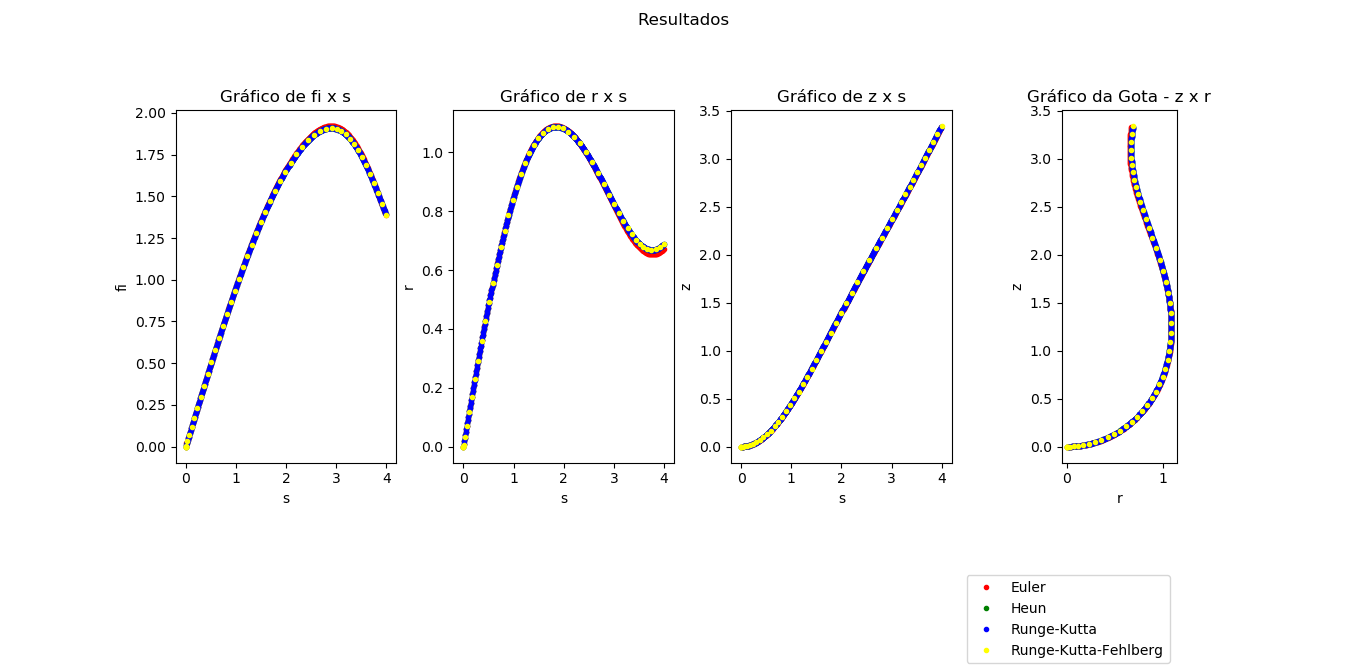 Resultados
Gráfico de fi x s
2.00
1.75
1.50
1.25
1.00
0.75
0.50
0.25
0.00
fi
0 1 2 3 4
s
Gráfico de r x s
1.0
0.8
0.6
0.4
0.2
0.0
r
0 1 2 3 4
s
Gráfico de z x s
3.5
3.0
2.5
2.0
1.5
1.0
0.5
0.0
z
0 1 2 3 4
s
Gráfico da Gota - z x r
3.5
3.0
2.5
2.0
1.5
1.0
0.5
0.0
z
0 1
r
Euler
Heun
Runge-Kutta
Runge-Kutta-Fehlberg